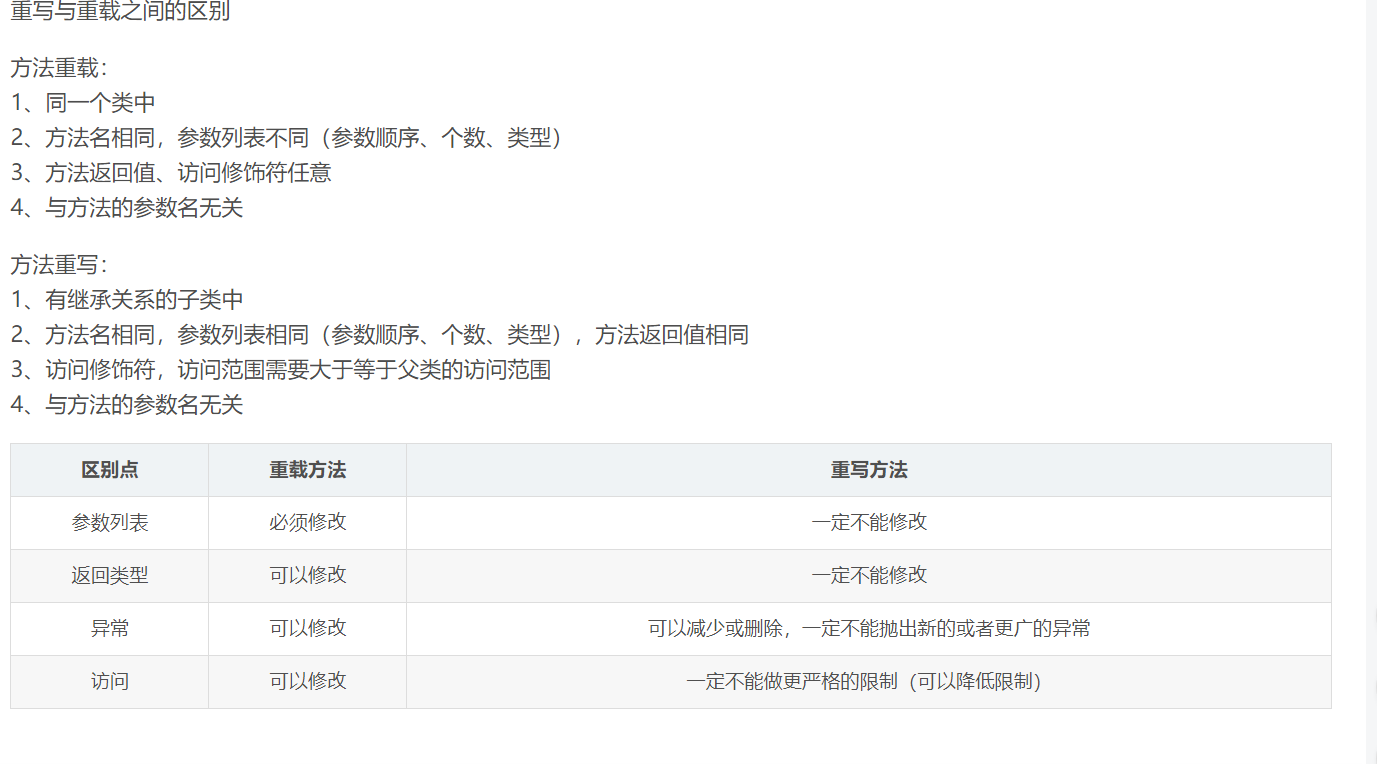 重写与重载之间的区别
方法重载：
1、同一个类中
2、方法名相同，参数列表不同（参数顺序、个数、类型）
3、方法返回值、访问修饰符任意
4、与方法的参数名无关
方法重写：
1、有继承关系的子类中
2、方法名相同，参数列表相同（参数顺序、个数、类型），方法返回值相同
3、访问修饰符，访问范围需要大于等于父类的访问范围
4、与方法的参数名无关
区别点 重载方法 重写方法
参数列表 必须修改 一定不能修改
返回类型 可以修改 一定不能修改
异常 可以修改 可以减少或删除，一定不能抛出新的或者更广的异常
访问 可以修改 一定不能做更严格的限制（可以降低限制）